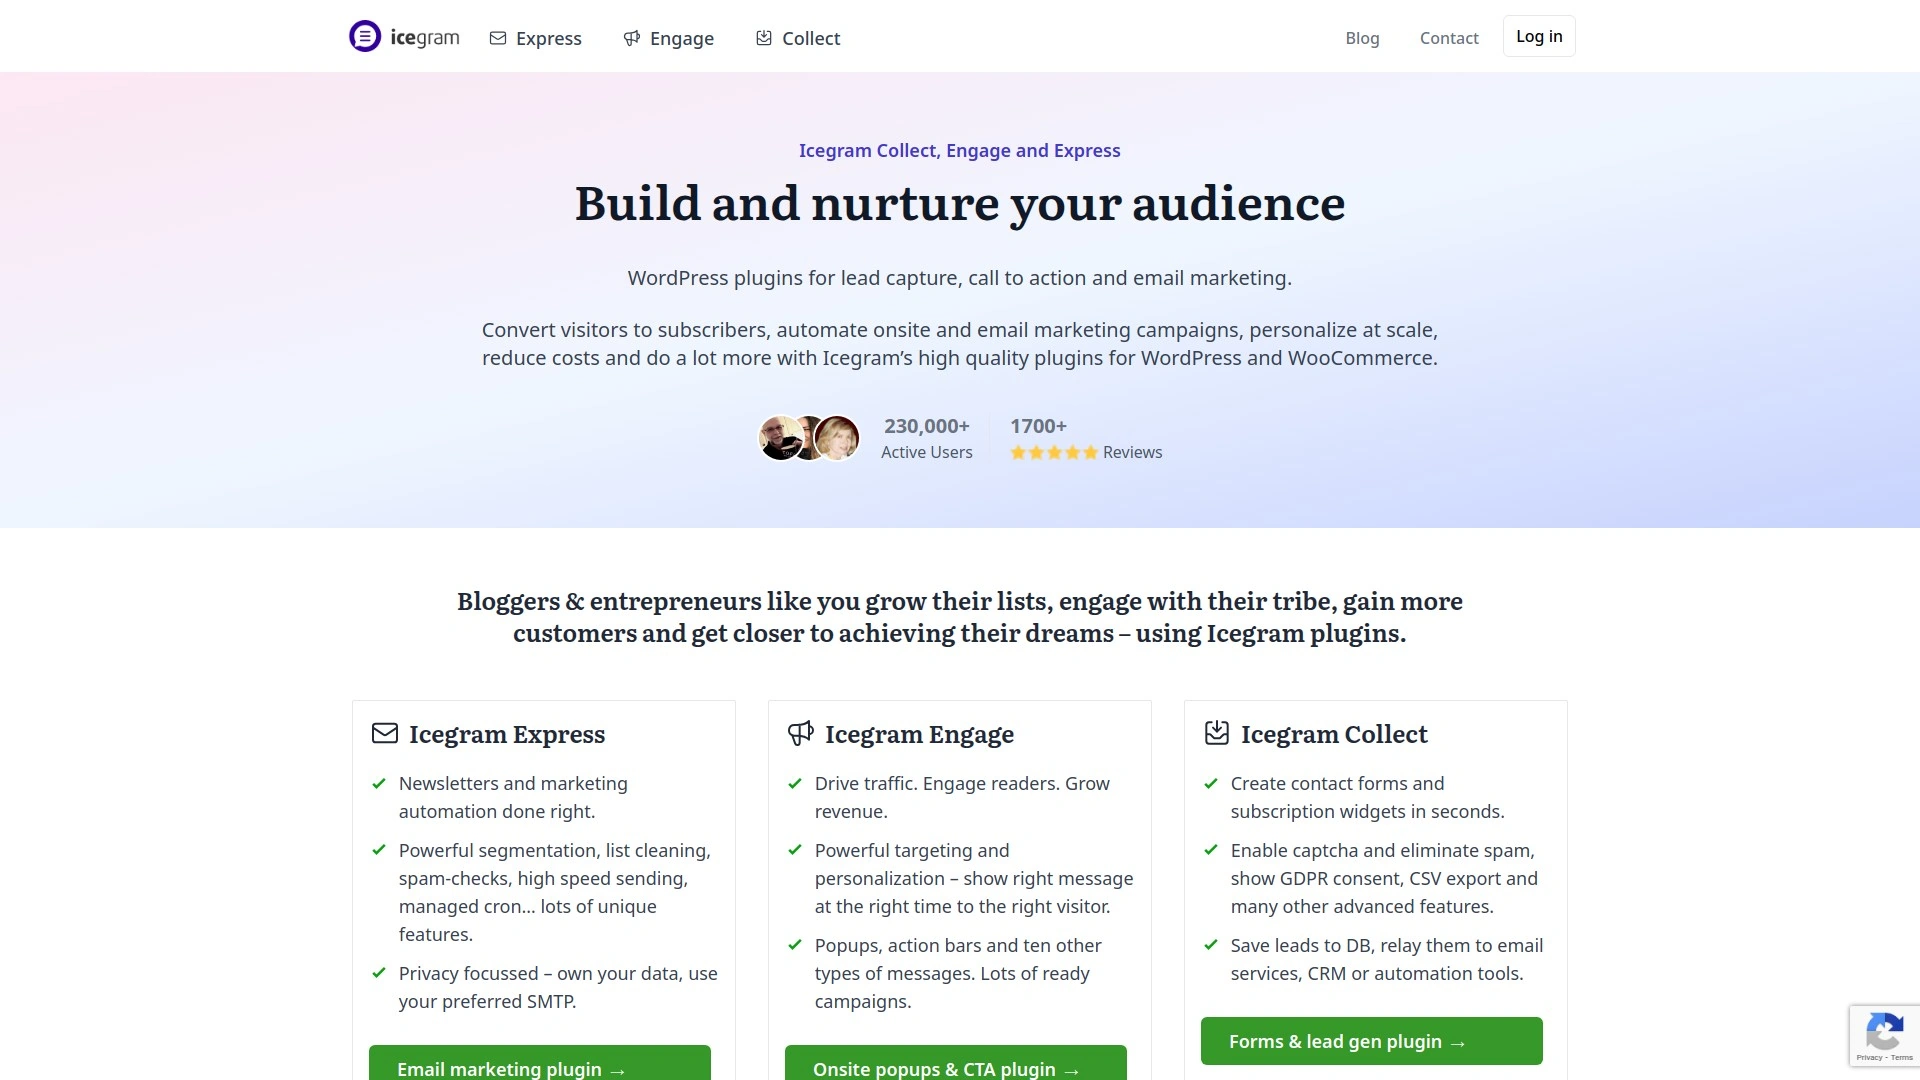 icegram
Express
Engage
Collect
Blog
Contact
Log in
Icegram Collect, Engage and Express
Build and nurture your audience
WordPress plugins for lead capture, call to action and email marketing.
Convert visitors to subscribers, automate onsite and email marketing campaigns, personalize at scale,
reduce costs and do a lot more with Icegram’s high quality plugins for WordPress and WooCommerce.
230,000+
Active Users
1700+
Reviews
Bloggers & entrepreneurs like you grow their lists, engage with their tribe, gain more
customers and get closer to achieving their dreams – using Icegram plugins.
Icegram Express
Newsletters and marketing
automation done right.
Powerful segmentation, list cleaning,
spam-checks, high speed sending,
managed cron… lots of unique
features.
Privacy focussed – own your data, use
your preferred SMTP.
Email marketing plugin →
Icegram Engage
Drive traffic. Engage readers. Grow
revenue.
Powerful targeting and
personalization – show right message
at the right time to the right visitor.
Popups, action bars and ten other
types of messages. Lots of ready
campaigns.
Onsite popups & CTA plugin →
Icegram Collect
Create contact forms and
subscription widgets in seconds.
Enable captcha and eliminate spam,
show GDPR consent, CSV export and
many other advanced features.
Save leads to DB, relay them to email
services, CRM or automation tools.
Forms & lead gen plugin →
Privacy - Terms